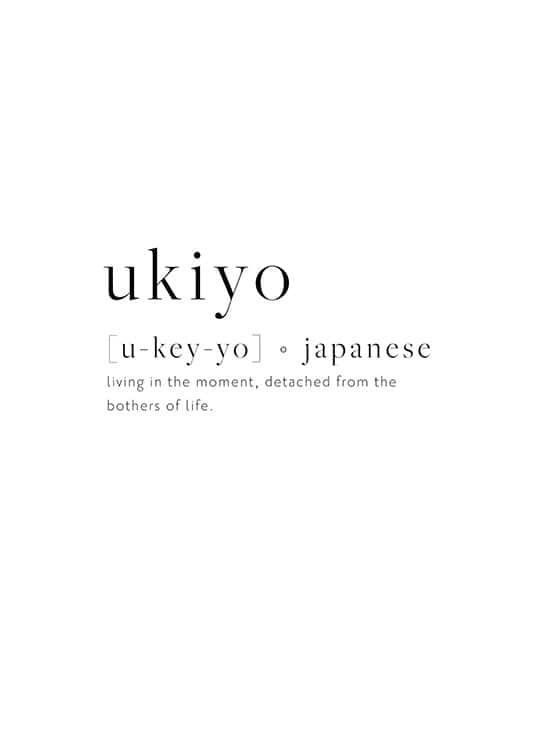 ukiyo
[u-key-yo] ∘ japanese
living in the moment, detached from the
bothers of life.